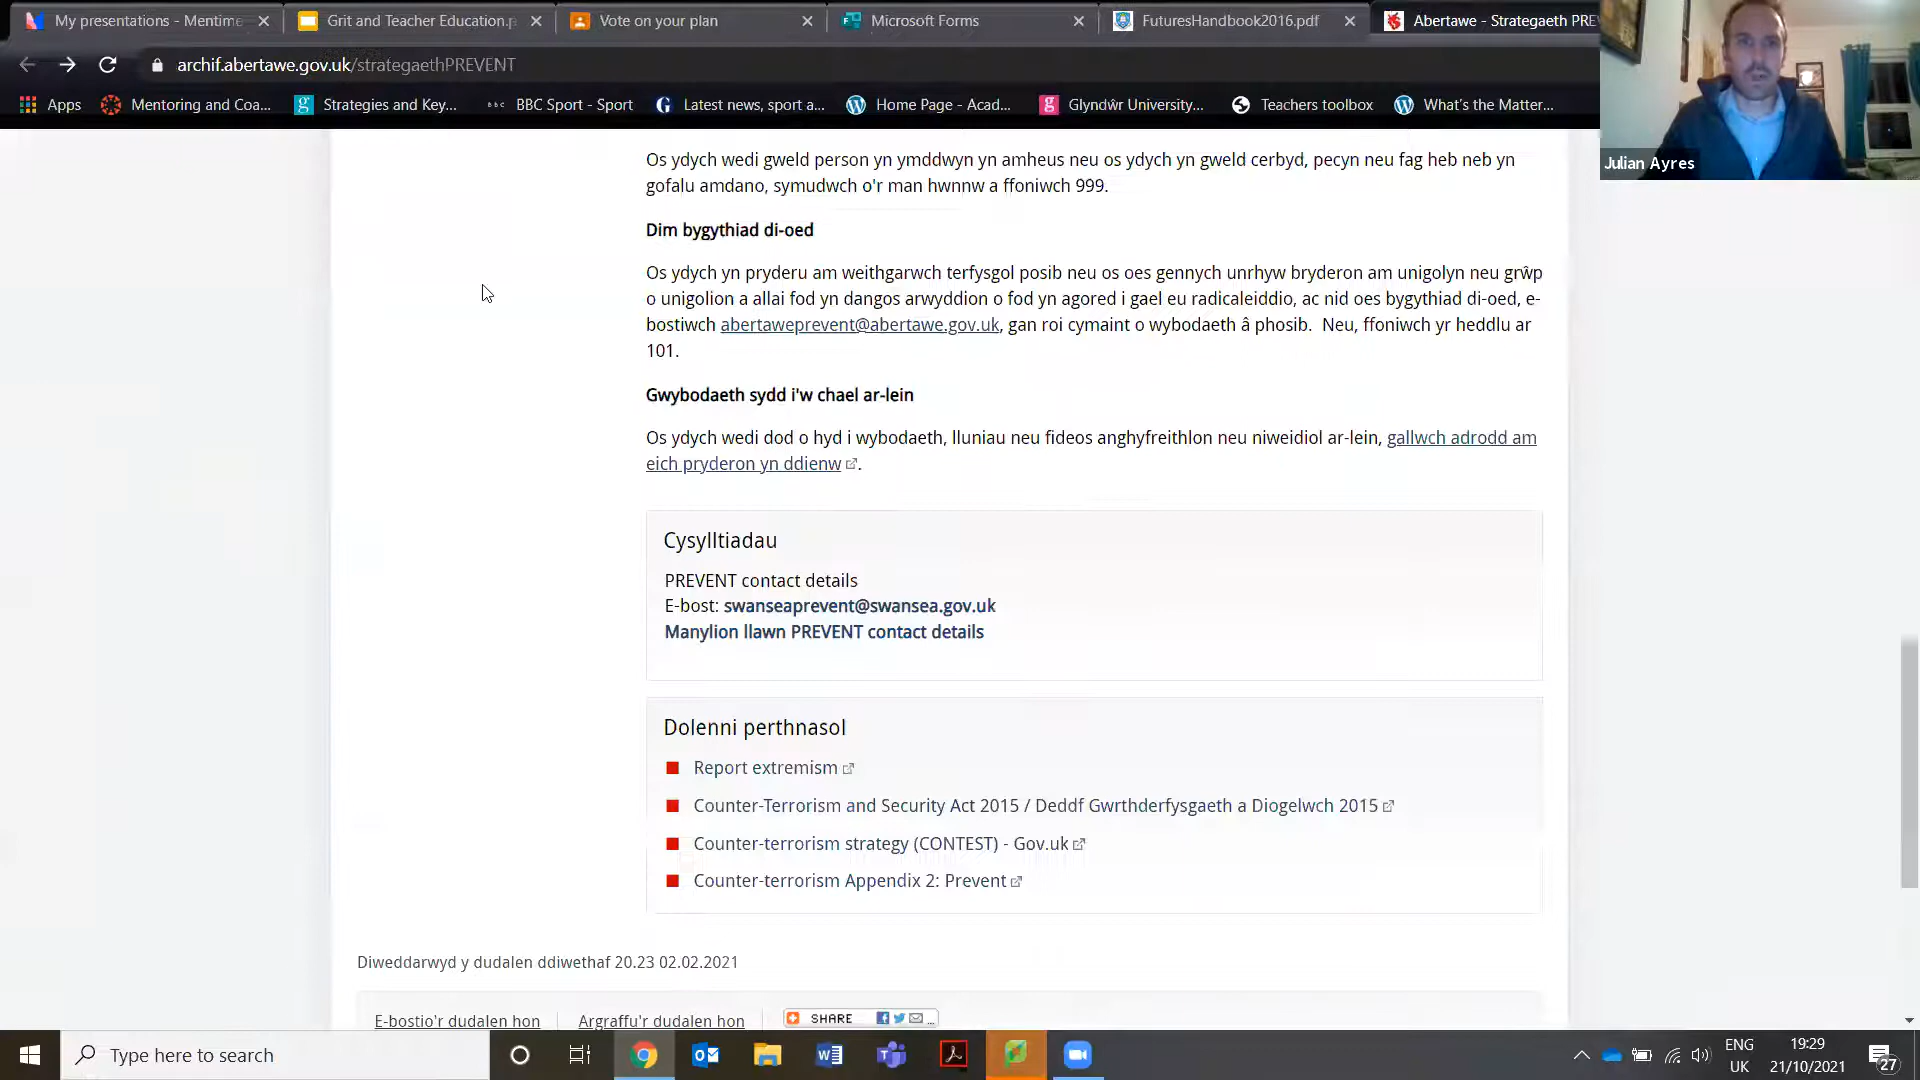 My presentations - Mentime
Grit and Teacher Education.p
Vote on your plan
Microsoft Forms
FuturesHandbook2016.pdf
Abertawe - Strategaeth PRE
archif.abertawe.gov.uk/strategaethPREVENT
Apps
Mentoring and Coa...
Strategies and Key...
BBC Sport - Sport
Latest news, sport a...
Home Page - Acad...
Glyndŵr University...
Teachers toolbox
What's the Matter...
Julian Ayres
Os ydych wedi gweld person yn ymddwyn yn amheus neu os ydych yn gweld cerbyd, pecyn neu fag heb neb yn
gofalu amdano, symudwch o'r man hwnnw a ffoniwch 999.
Dim bygythiad di-oed
Os ydych yn pryderu am weithgarwch terfysgol posib neu os oes gennych unrhyw bryderon am unigolyn neu grŵp
o unigolion a allai fod yn dangos arwyddion o fod yn agored i gael eu radicaleiddio, ac nid oes bygythiad di-oed, e-
bostiwch abertaweprevent@abertawe.gov.uk, gan roi cymaint o wybodaeth â phosib.  Neu, ffoniwch yr heddlu ar
101.
Gwybodaeth sydd i'w chael ar-lein
Os ydych wedi dod o hyd i wybodaeth, lluniau neu fideos anghyfreithlon neu niweidiol ar-lein, gallwch adrodd am
eich pryderon yn ddienw.
Cysylltiadau
PREVENT contact details
E-bost: swanseaprevent@swansea.gov.uk
Manylion llawn PREVENT contact details
Dolenni perthnasol
Report extremism
Counter-Terrorism and Security Act 2015 / Deddf Gwrthderfysgaeth a Diogelwch 2015
Counter-terrorism strategy (CONTEST) - Gov.uk
Counter-terrorism Appendix 2: Prevent
Diweddarwyd y dudalen ddiwethaf 20.23 02.02.2021
E-bostio'r dudalen hon
Argraffu'r dudalen hon
SHARE
Type here to search
ENG
UK
19:29
21/10/2021
27